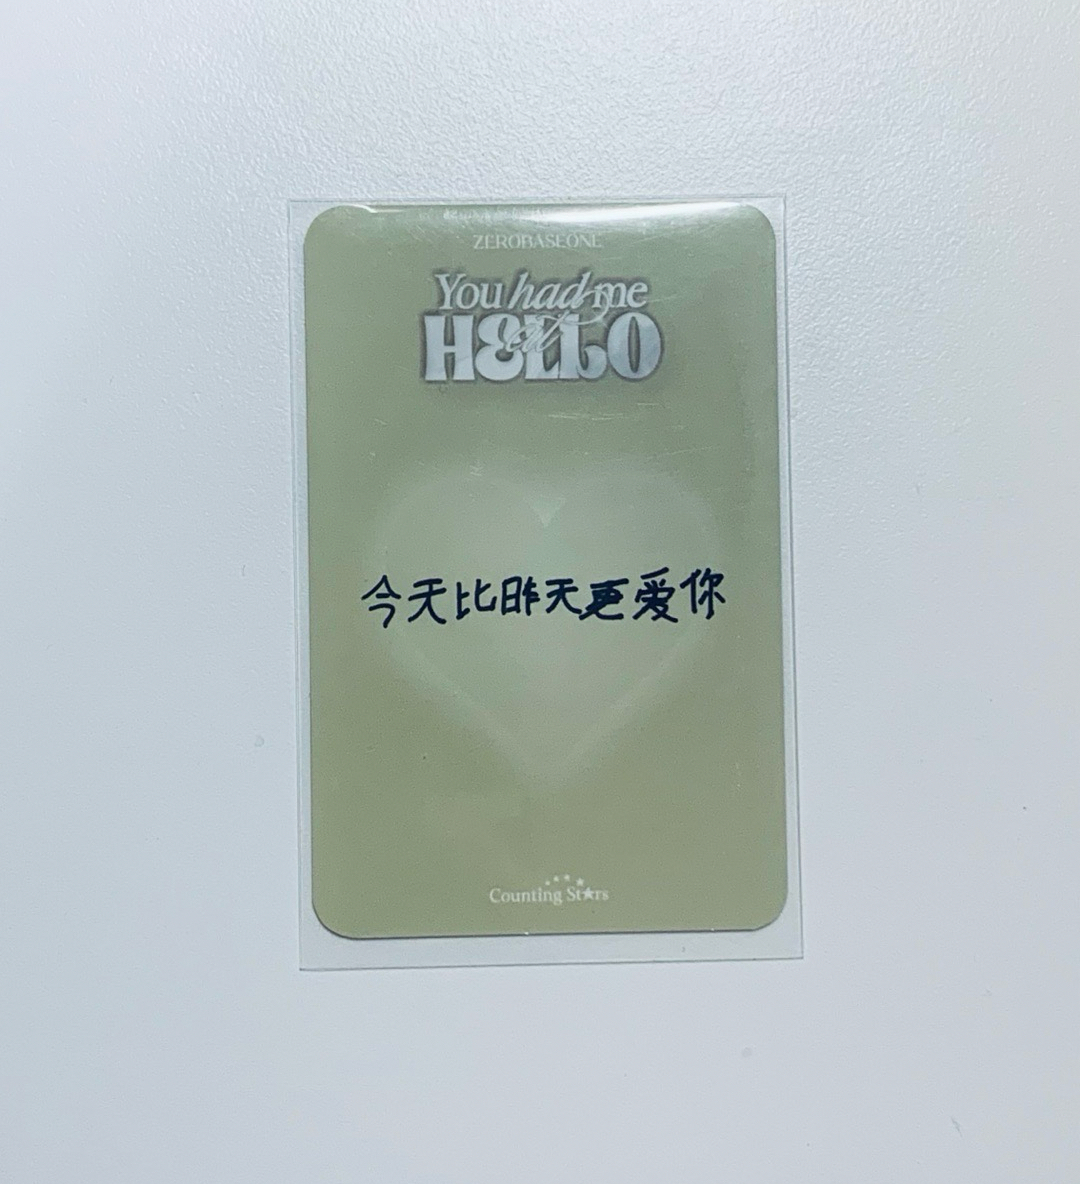 ZEROBASEONE
You had me
at
HELLO
今天比昨天更爱你
Counting Stars